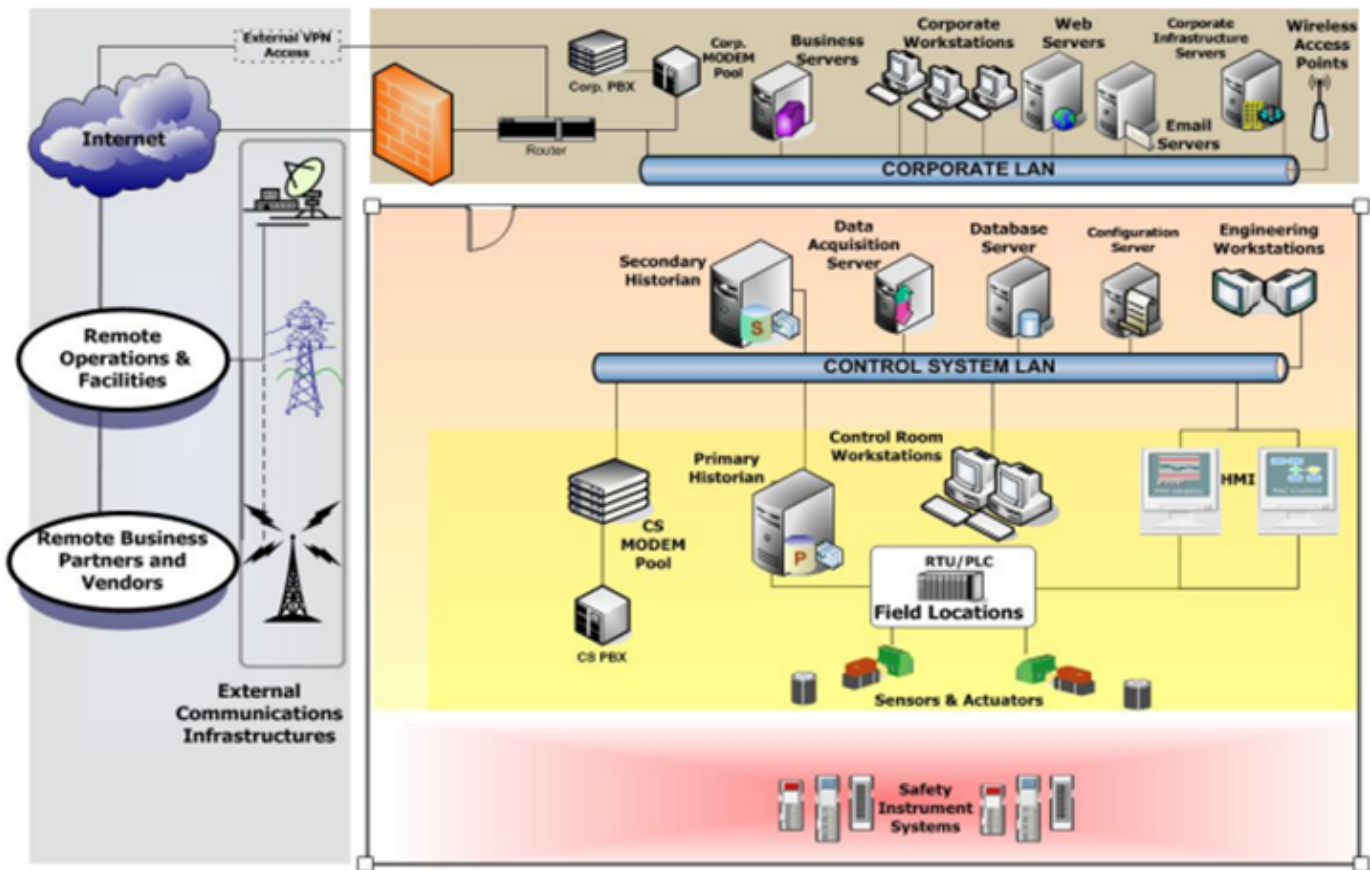 External VPN
Access
Internet
Remote
Operations &
Facilities
Remote Business
Partners and
Vendors
External
Communications
Infrastructures
Corp. PBX
Corp.
MODEM
Pool
Router
Business
Servers
Corporate
Workstations
Web
Servers
Email
Servers
Corporate
Infrastructure
Servers
Wireless
Access
Points
CORPORATE LAN
Secondary
Historian
S
Data
Acquisition
Server
Database
Server
Configuration
Server
Engineering
Workstations
CONTROL SYSTEM LAN
CS
MODEM
Pool
CS PBX
Primary
Historian
P
Control Room
Workstations
HMI
RTU/PLC
Field Locations
Sensors & Actuators
Safety
Instrument
Systems